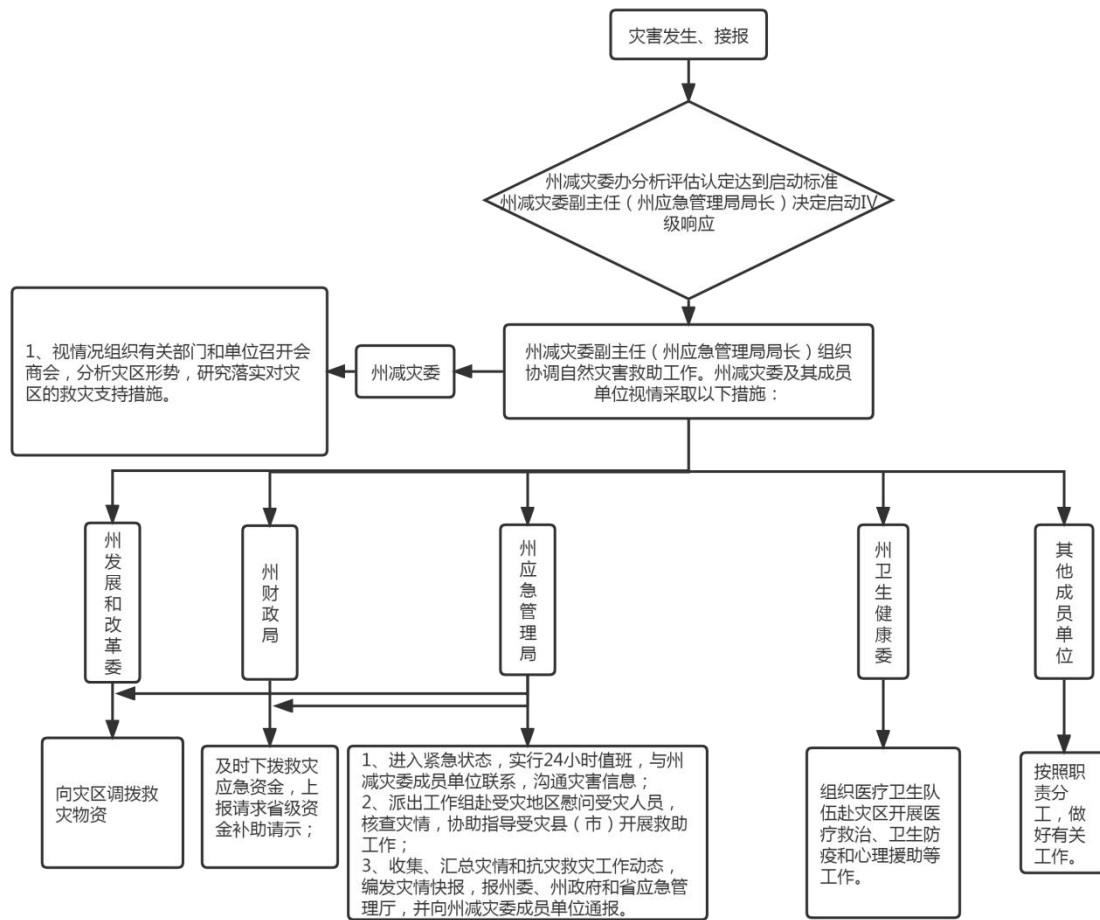 灾害发生、接报
州减灾委办分析评估认定达到启动标准
州减灾委副主任（州应急管理局局长）决定启动IV
级响应
1、视情况组织有关部门和单位召开会
商会，分析灾区形势，研究落实对灾
区的救灾支持措施。
州减灾委
州减灾委副主任（州应急管理局局长）组织
协调自然灾害救助工作。州减灾委及其成员
单位视情采取以下措施：
州发展和改革委
州财政局
州应急管理局
州卫生健康委
其他成员单位
向灾区调拨救
灾物资
及时下拨救灾
应急资金，上
报请求省级资
金补助请示；
1、进入紧急状态，实行24小时值班，与州
减灾委成员单位联系，沟通灾害信息；
2、派出工作组赴受灾地区慰问受灾人员，
核查灾情，协助指导受灾县（市）开展救助
工作；
3、收集、汇总灾情和抗灾救灾工作动态，
编发灾情快报，报州委、州政府和省应急管
理厅，并向州减灾委成员单位通报。
组织医疗卫生队
伍赴灾区开展医
疗救治、卫生防
疫和心理援助等
工作。
按照职
责分
工，做
好有关
工作。